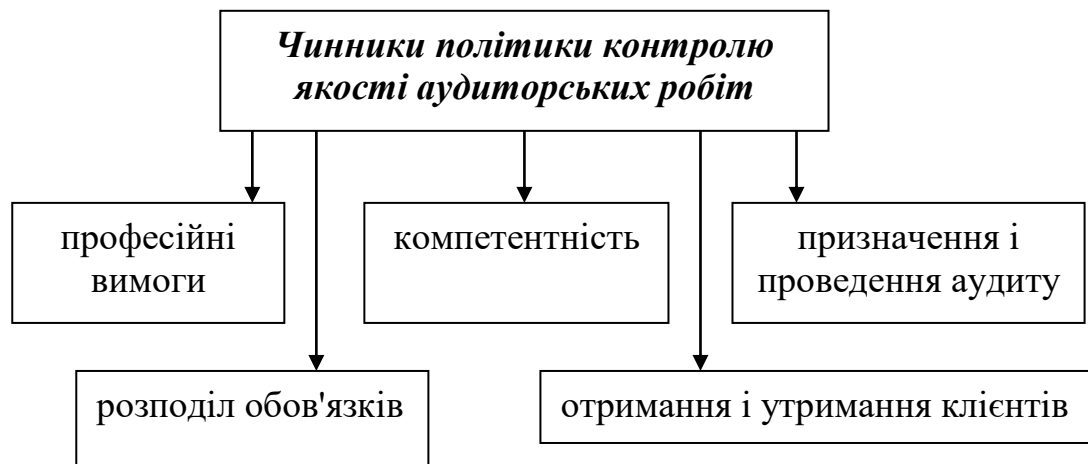 Чинники політики контролю
якості аудиторських робіт
професійні
вимоги
компетентність
призначення і
проведення аудиту
розподіл обов'язків
отримання і утримання клієнтів